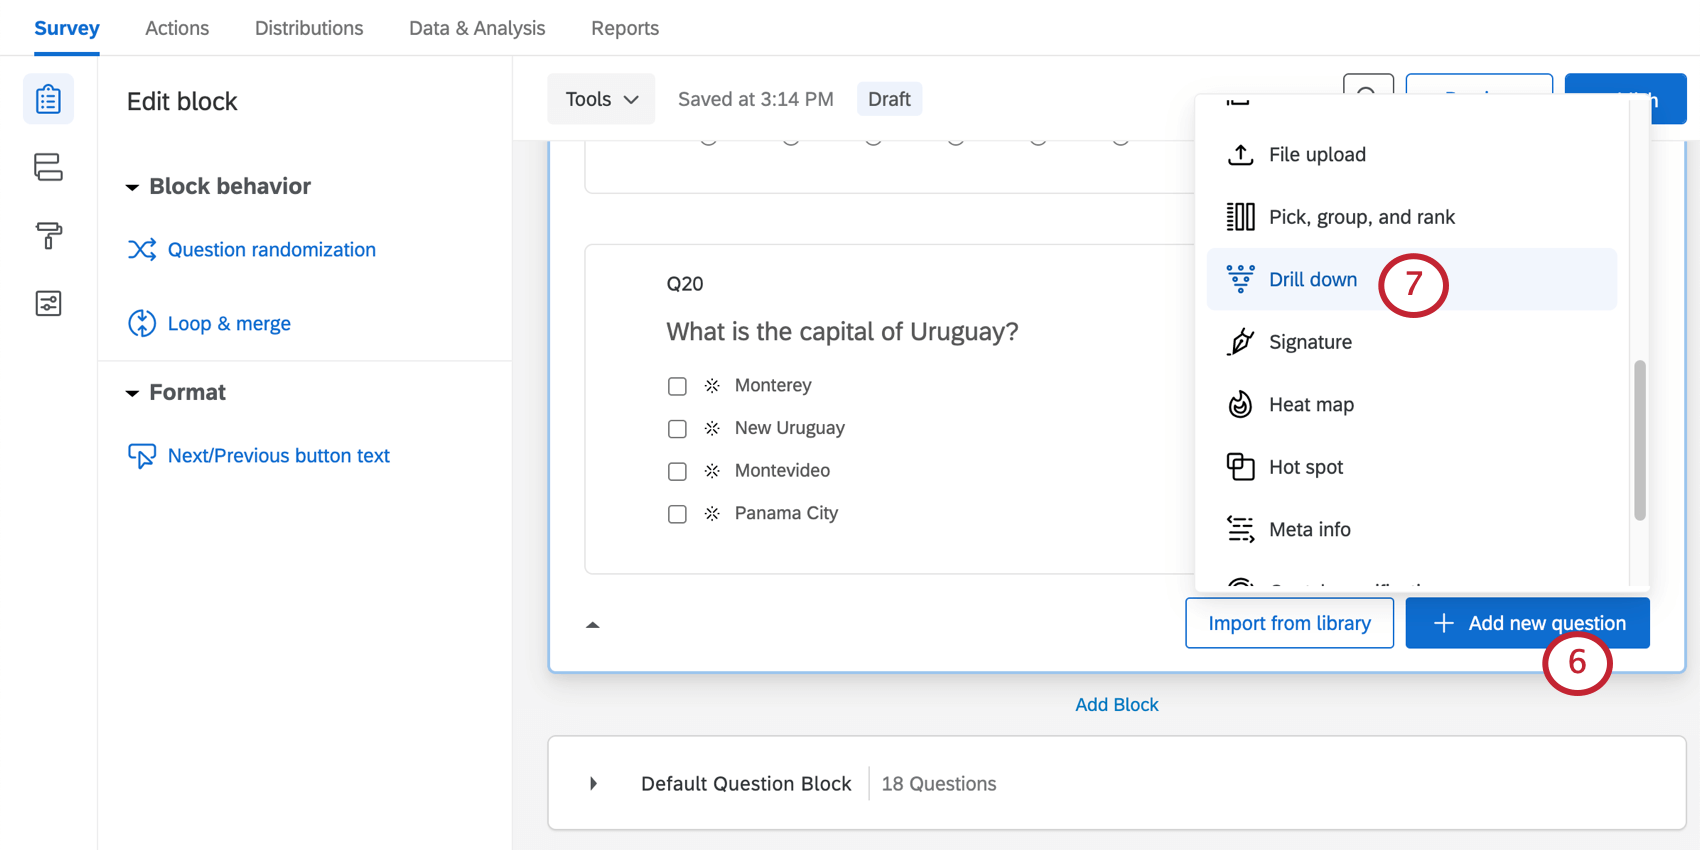 Survey
Actions
Distributions
Data & Analysis
Reports
Edit block
Tools
Saved at 3:14 PM
Draft
Block behavior
Question randomization
Loop & merge
Format
Next/Previous button text
File upload
Pick, group, and rank
Drill down
7
Signature
Heat map
Hot spot
Meta info
Q20
What is the capital of Uruguay?
Monterey
New Uruguay
Montevideo
Panama City
Import from library
Add new question
6
Add Block
Default Question Block
18 Questions